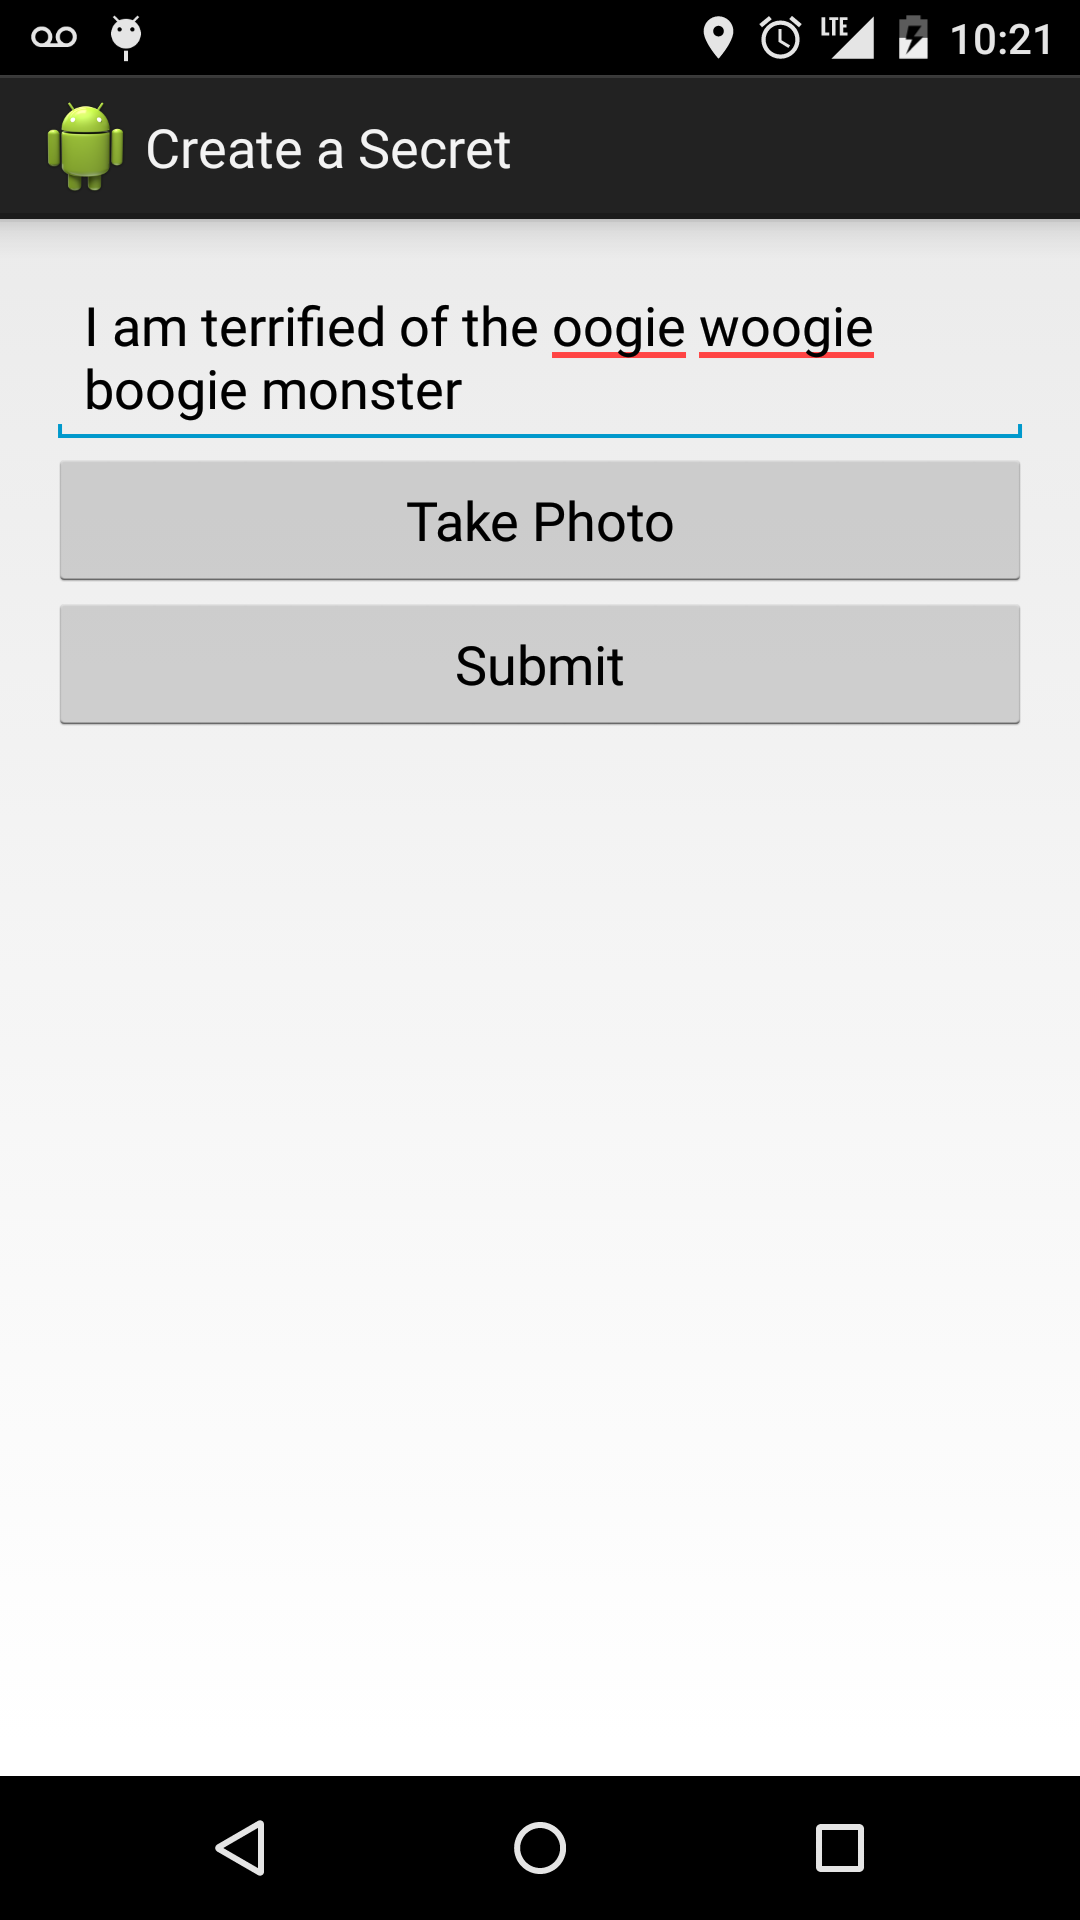 LTE 10:21
Create a Secret
I am terrified of the oogie woogie
boogie monster
Take Photo
Submit